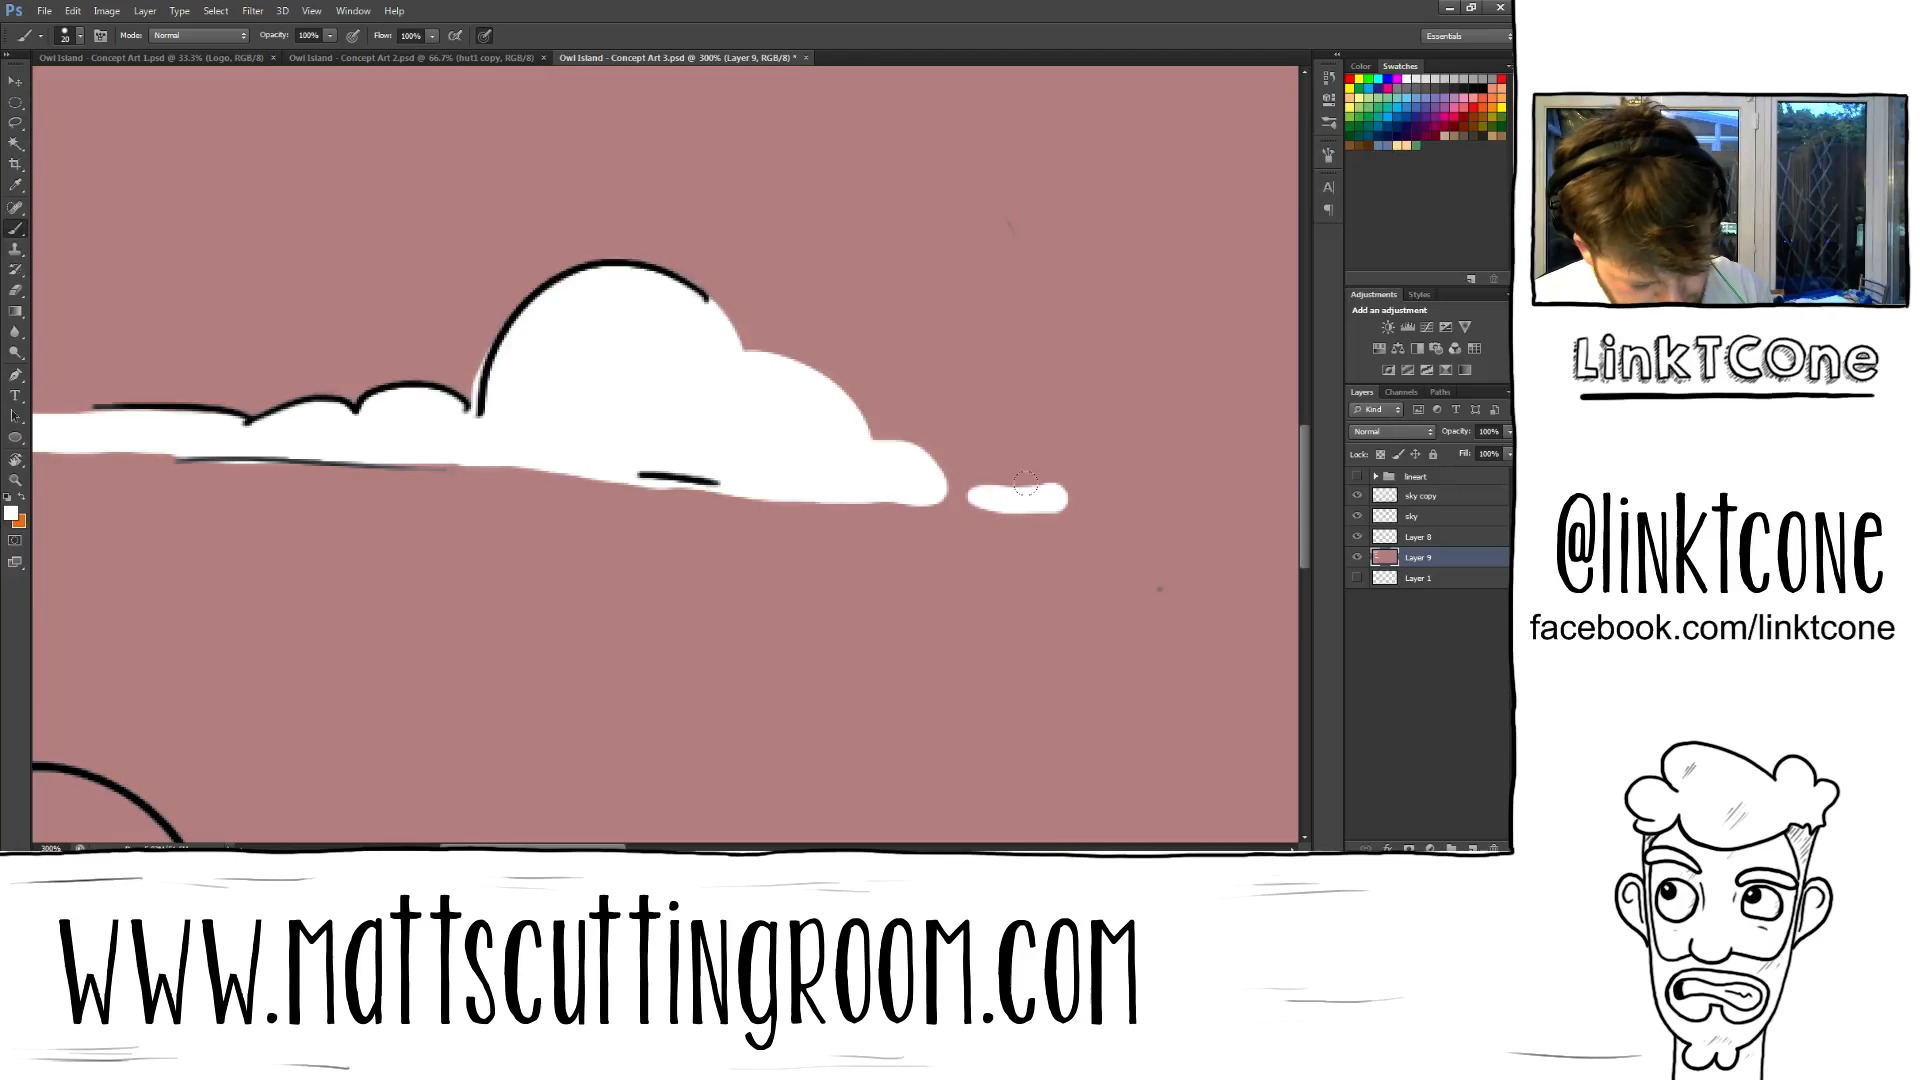 Ps File Edit Image Layer Type Select Filter 3D View Window Help
20 Mode: Normal Opacity: 100% Flow: 100% Essentials
Owl Island - Concept Art 1.psd @ 33.3% (Logo, RGB/8) × Owl Island - Concept Art 2.psd @ 66.7% (hut1 copy, RGB/8) × Owl Island - Concept Art 3.psd @ 300% (Layer 9, RGB/8) * ×
Color Swatches
Adjustments Styles
Add an adjustment
Layers Channels Paths
Kind
Normal Opacity: 100%
Lock: Fill: 100%
lineart
sky copy
sky
Layer 8
Layer 9
Layer 1
300%
LinkTCOne
@linktcone
facebook.com/linktcone
www.mattscuttingroom.com